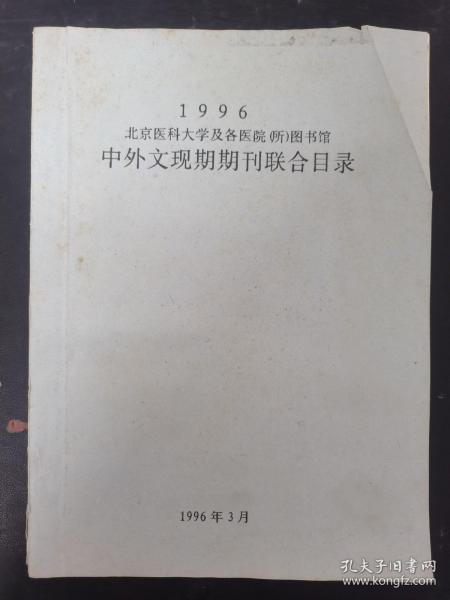 1996
北京医科大学及各医院(所)图书馆
中外文现期期刊联合目录
1996年3月
孔夫子旧书网
www.kongfz.com